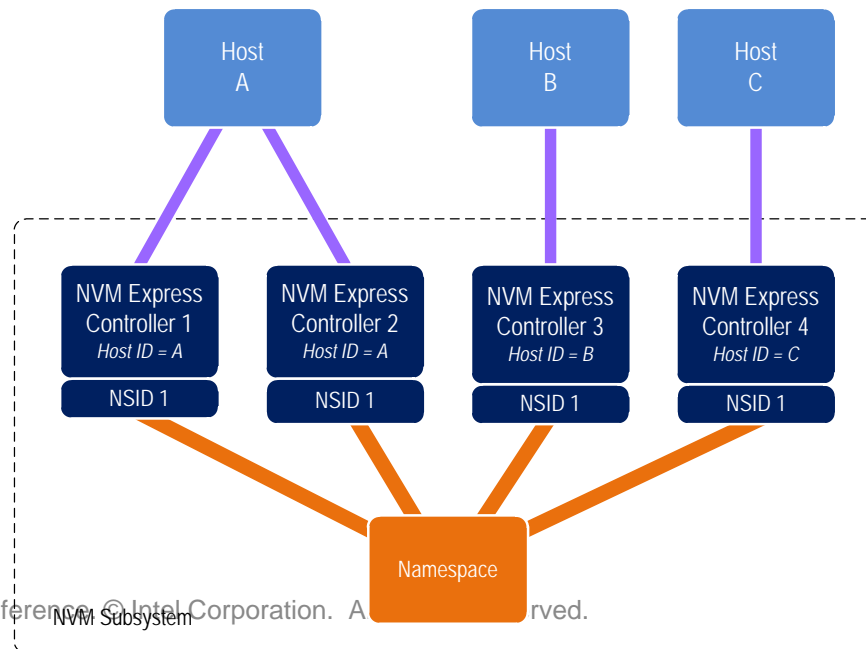 Host
A
Host
B
Host
C
NVM Express
Controller 1
Host ID = A
NVM Express
Controller 2
Host ID = A
NVM Express
Controller 3
Host ID = B
NVM Express
Controller 4
Host ID = C
NSID 1
NSID 1
NSID 1
NSID 1
Namespace
ference. © Intel Corporation. A rved.
NVM Subsystem